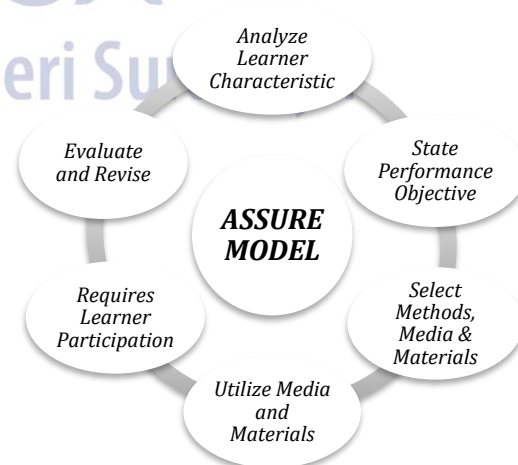 eri Su
Analyze
Learner
Characteristic
State
Performance
Objective
Select
Methods,
Media &
Materials
Utilize Media
and
Materials
Requires
Learner
Participation
Evaluate
and Revise
ASSURE
MODEL